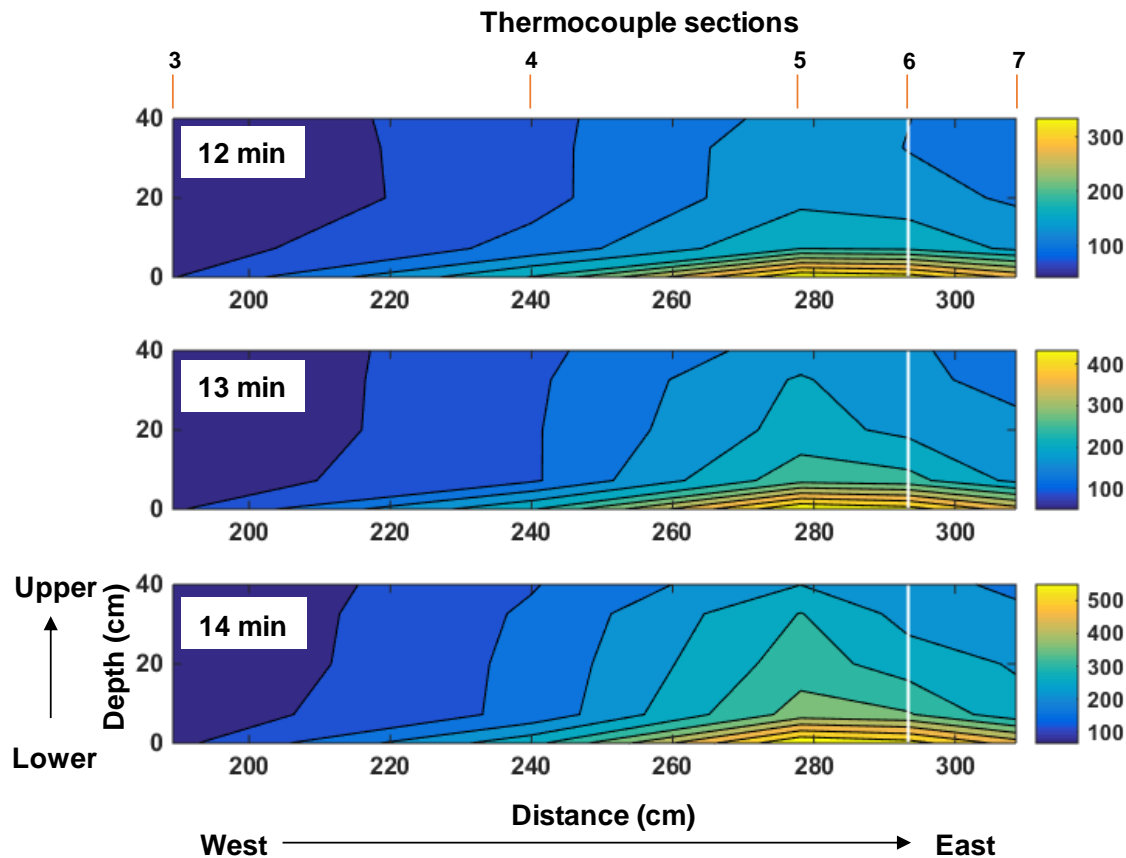 Thermocouple sections
3 4 5 6 7
40
20
0
12 min
200 220 240 260 280 300
300
200
100
40
20
0
13 min
200 220 240 260 280 300
400
300
200
100
Upper
Lower
Depth (cm)
40
20
0
14 min
200 220 240 260 280 300
500
400
300
200
100
Distance (cm)
West East